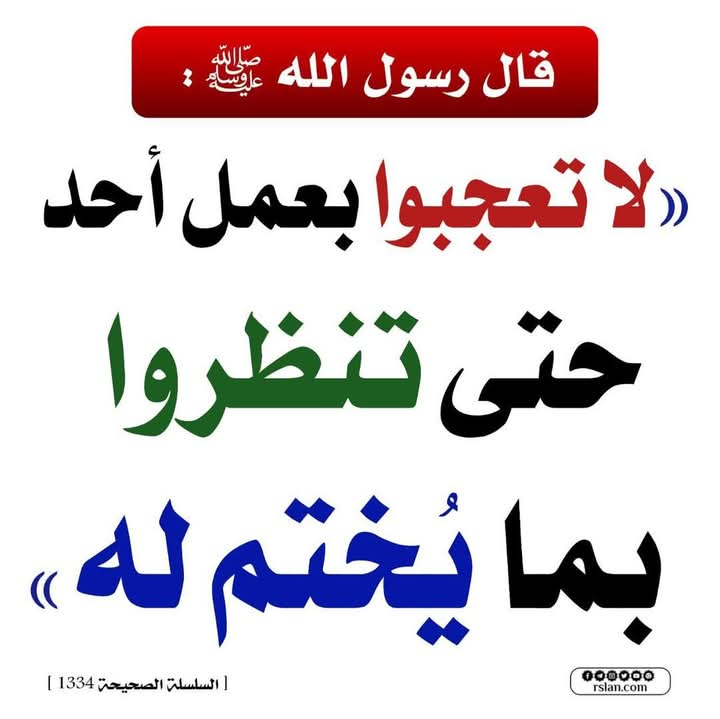 قال رسول الله ﷺ :
«لا تعجبوا بعمل أحد
حتى تنظروا
بما يُختم له»
[ السلسلة الصحيحة 1334 ]
rslan.com